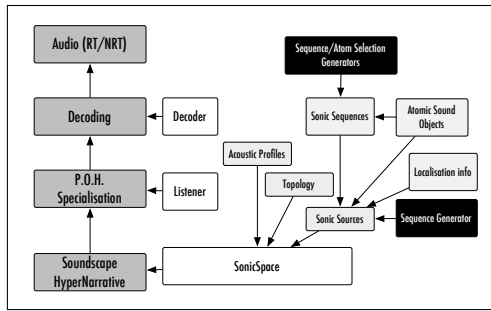 Audio (RT/NRT)
Sequence/Atom Selection
Generators
Decoding
Decoder
Sonic Sequences
Atomic Sound
Objects
Acoustic Profiles
Localisation info
P.O.H.
Specialisation
Listener
Topology
Sonic Sources
Sequence Generator
Soundscape
HyperNarrative
SonicSpace